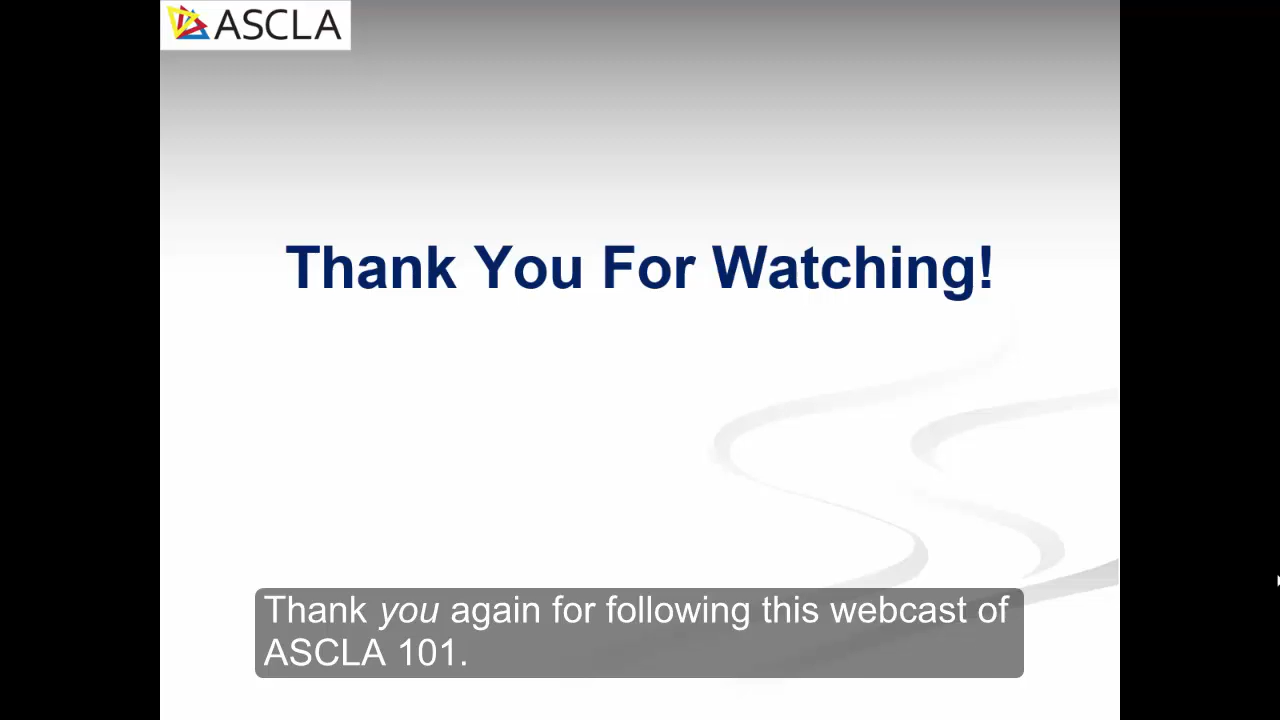 ASCLA
Thank You For Watching!
Thank you again for following this webcast of
ASCLA 101.